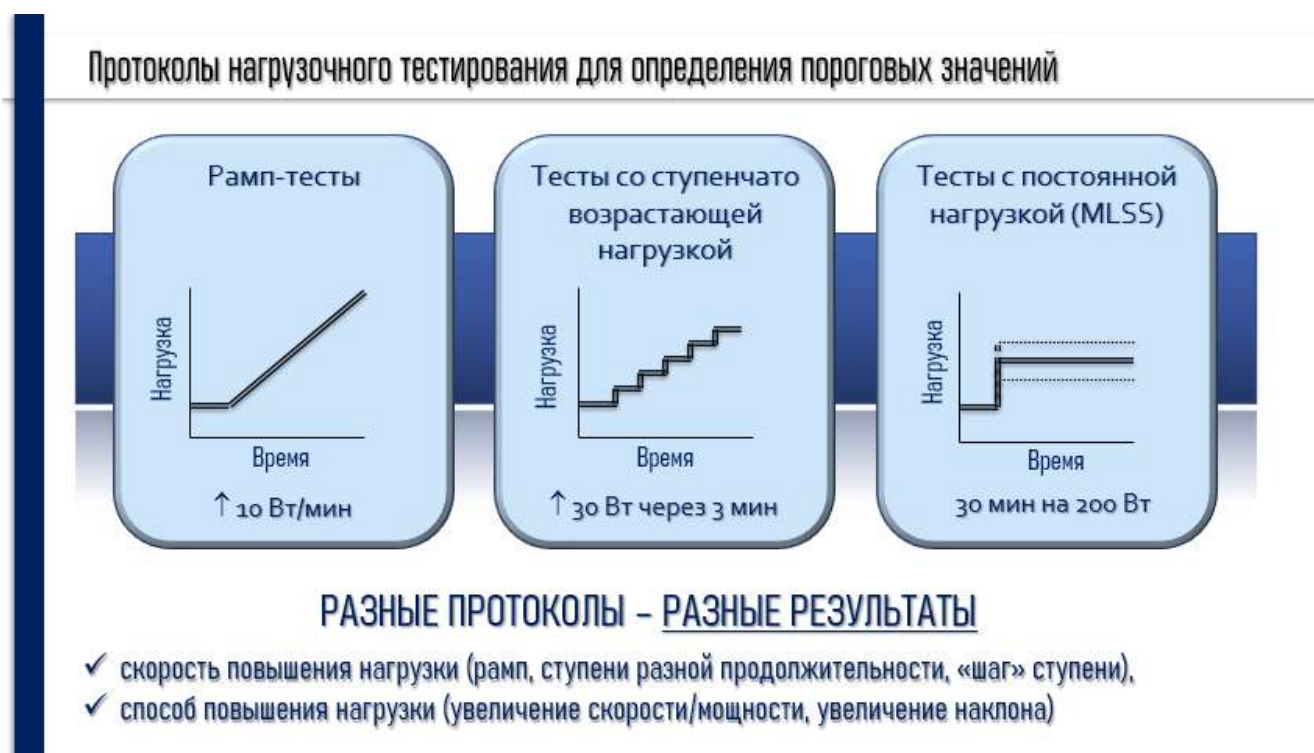 Протоколы нагрузочного тестирования для определения пороговых значений
Рамп-тесты
Нагрузка
Время
↑ 10 Вт/мин
Тесты со ступенчато
возрастающей
нагрузкой
Нагрузка
Время
↑ 30 Вт через 3 мин
Тесты с постоянной
нагрузкой (MLSS)
Нагрузка
Время
30 мин на 200 Вт
РАЗНЫЕ ПРОТОКОЛЫ – РАЗНЫЕ РЕЗУЛЬТАТЫ
✓ скорость повышения нагрузки (рамп, ступени разной продолжительности, «шаг» ступени),
✓ способ повышения нагрузки (увеличение скорости/мощности, увеличение наклона)